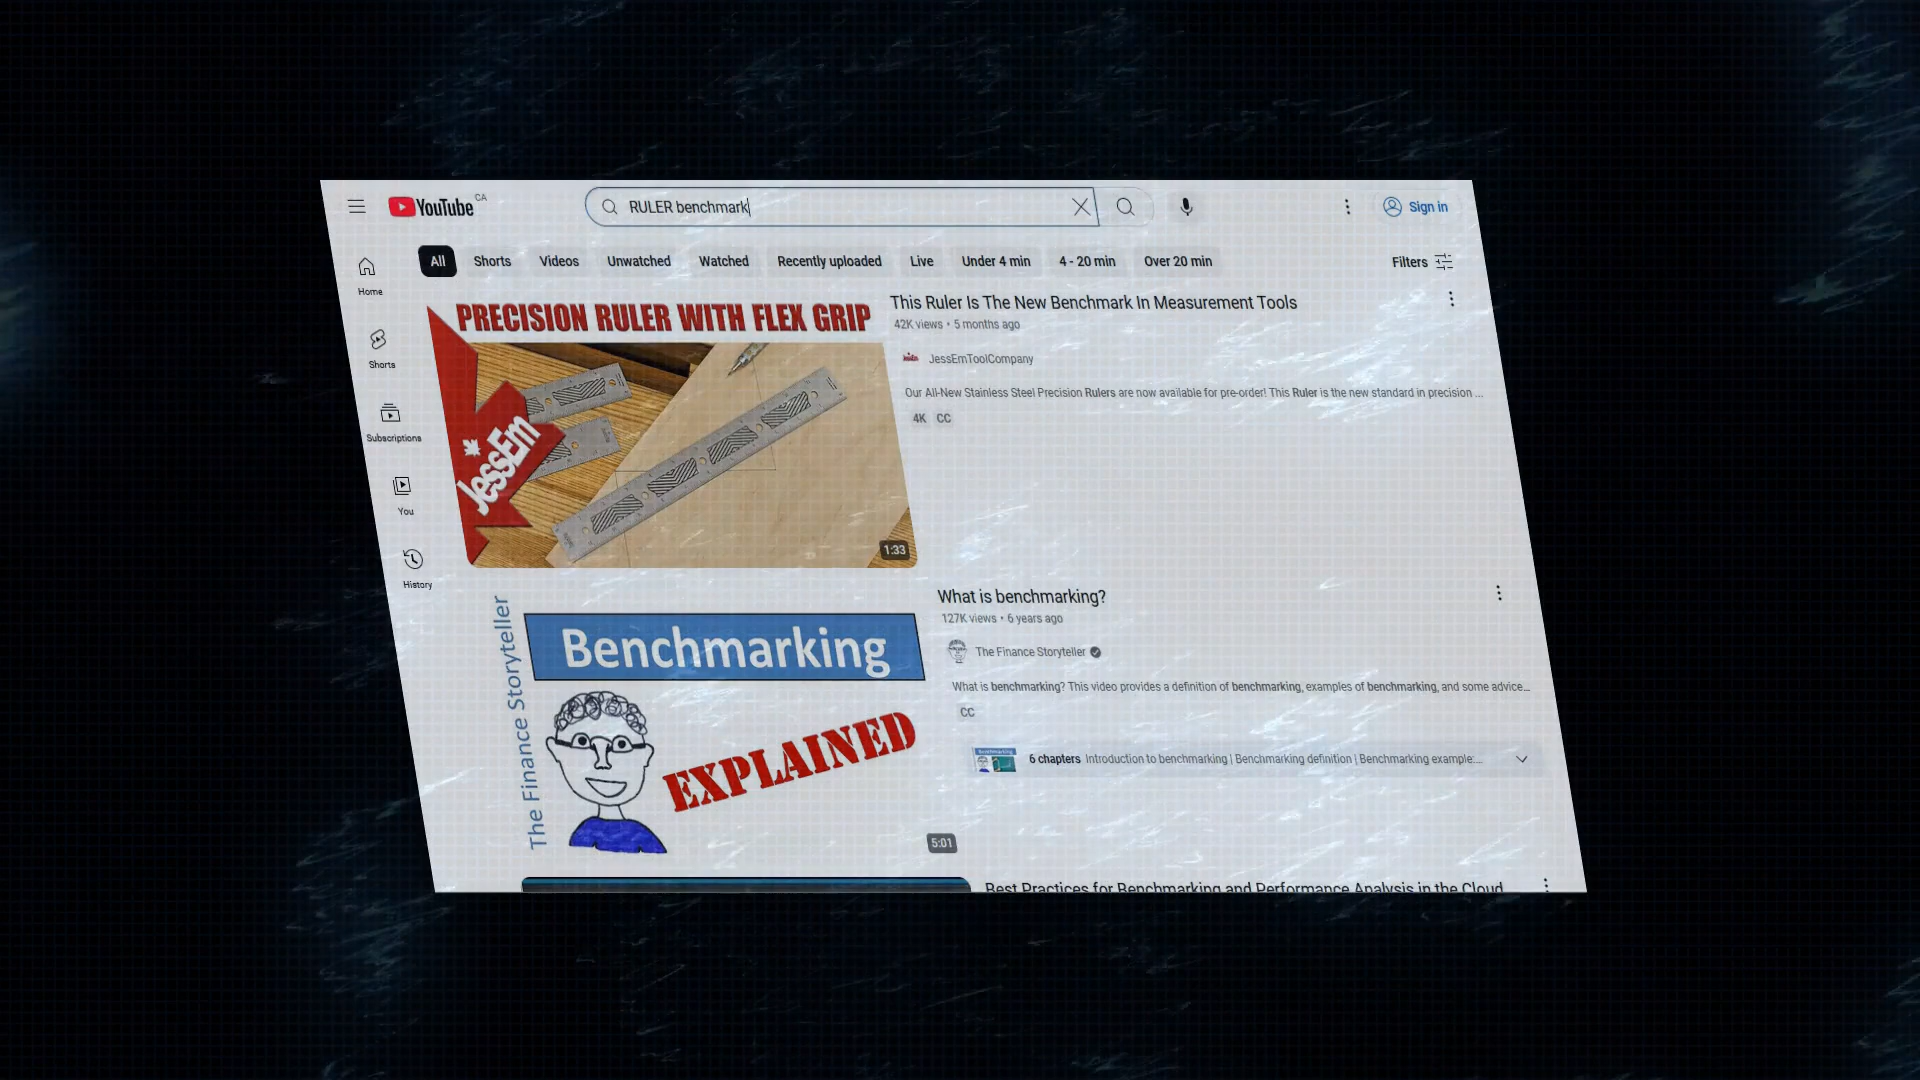 YouTube CA
RULER benchmark
Sign in
All
Shorts
Videos
Unwatched
Watched
Recently uploaded
Live
Under 4 min
4 - 20 min
Over 20 min
Filters
Home
Shorts
Subscriptions
You
History
PRECISION RULER WITH FLEX GRIP
JessEm
1:33
This Ruler Is The New Benchmark In Measurement Tools
42K views • 5 months ago
JessEmToolCompany
Our All-New Stainless Steel Precision Rulers are now available for pre-order! This Ruler is the new standard in precision ...
4K CC
The Finance Storyteller
Benchmarking
EXPLAINED
5:01
What is benchmarking?
127K views • 6 years ago
The Finance Storyteller
What is benchmarking? This video provides a definition of benchmarking, examples of benchmarking, and some advice...
CC
6 chapters Introduction to benchmarking | Benchmarking definition | Benchmarking example:...
Best Practices for Benchmarking and Performance Analysis in the Cloud